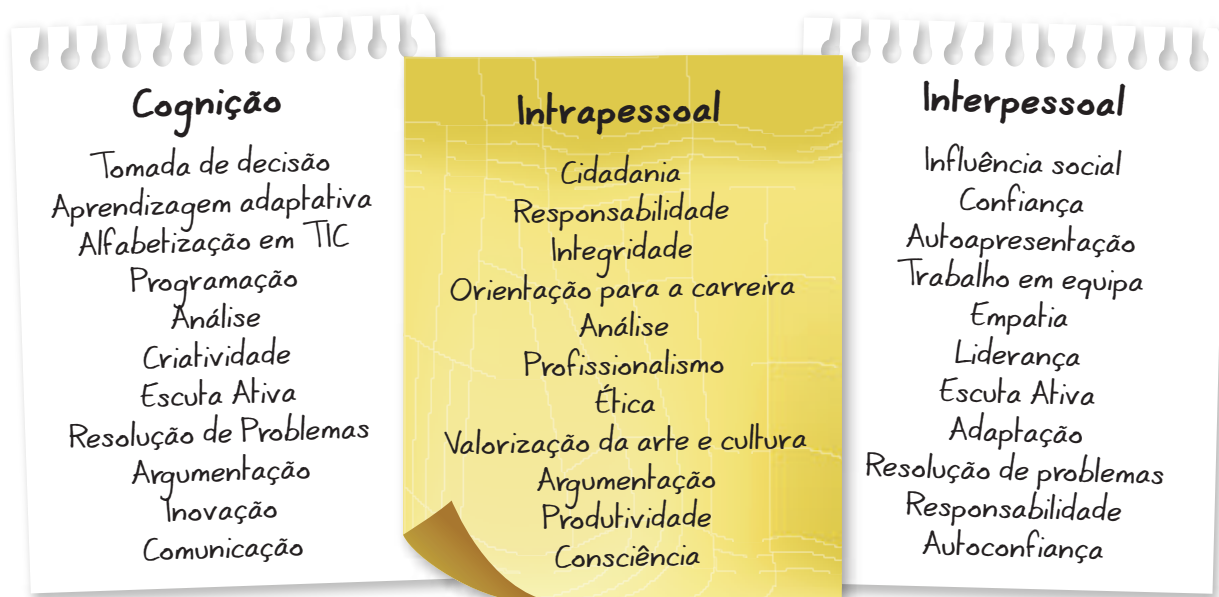 Cognição
Tomada de decisão
Aprendizagem adaptativa
Alfabetização em TIC
Programação
Análise
Criatividade
Escuta Ativa
Resolução de Problemas
Argumentação
Inovação
Comunicação
Intrapessoal
Cidadania
Responsabilidade
Integridade
Orientação para a carreira
Análise
Profissionalismo
Ética
Valorização da arte e cultura
Argumentação
Produtividade
Consciência
Interpessoal
Influência social
Confiança
Autoapresentação
Trabalho em equipa
Empatia
Liderança
Escuta Ativa
Adaptação
Resolução de problemas
Responsabilidade
Autoconfiança